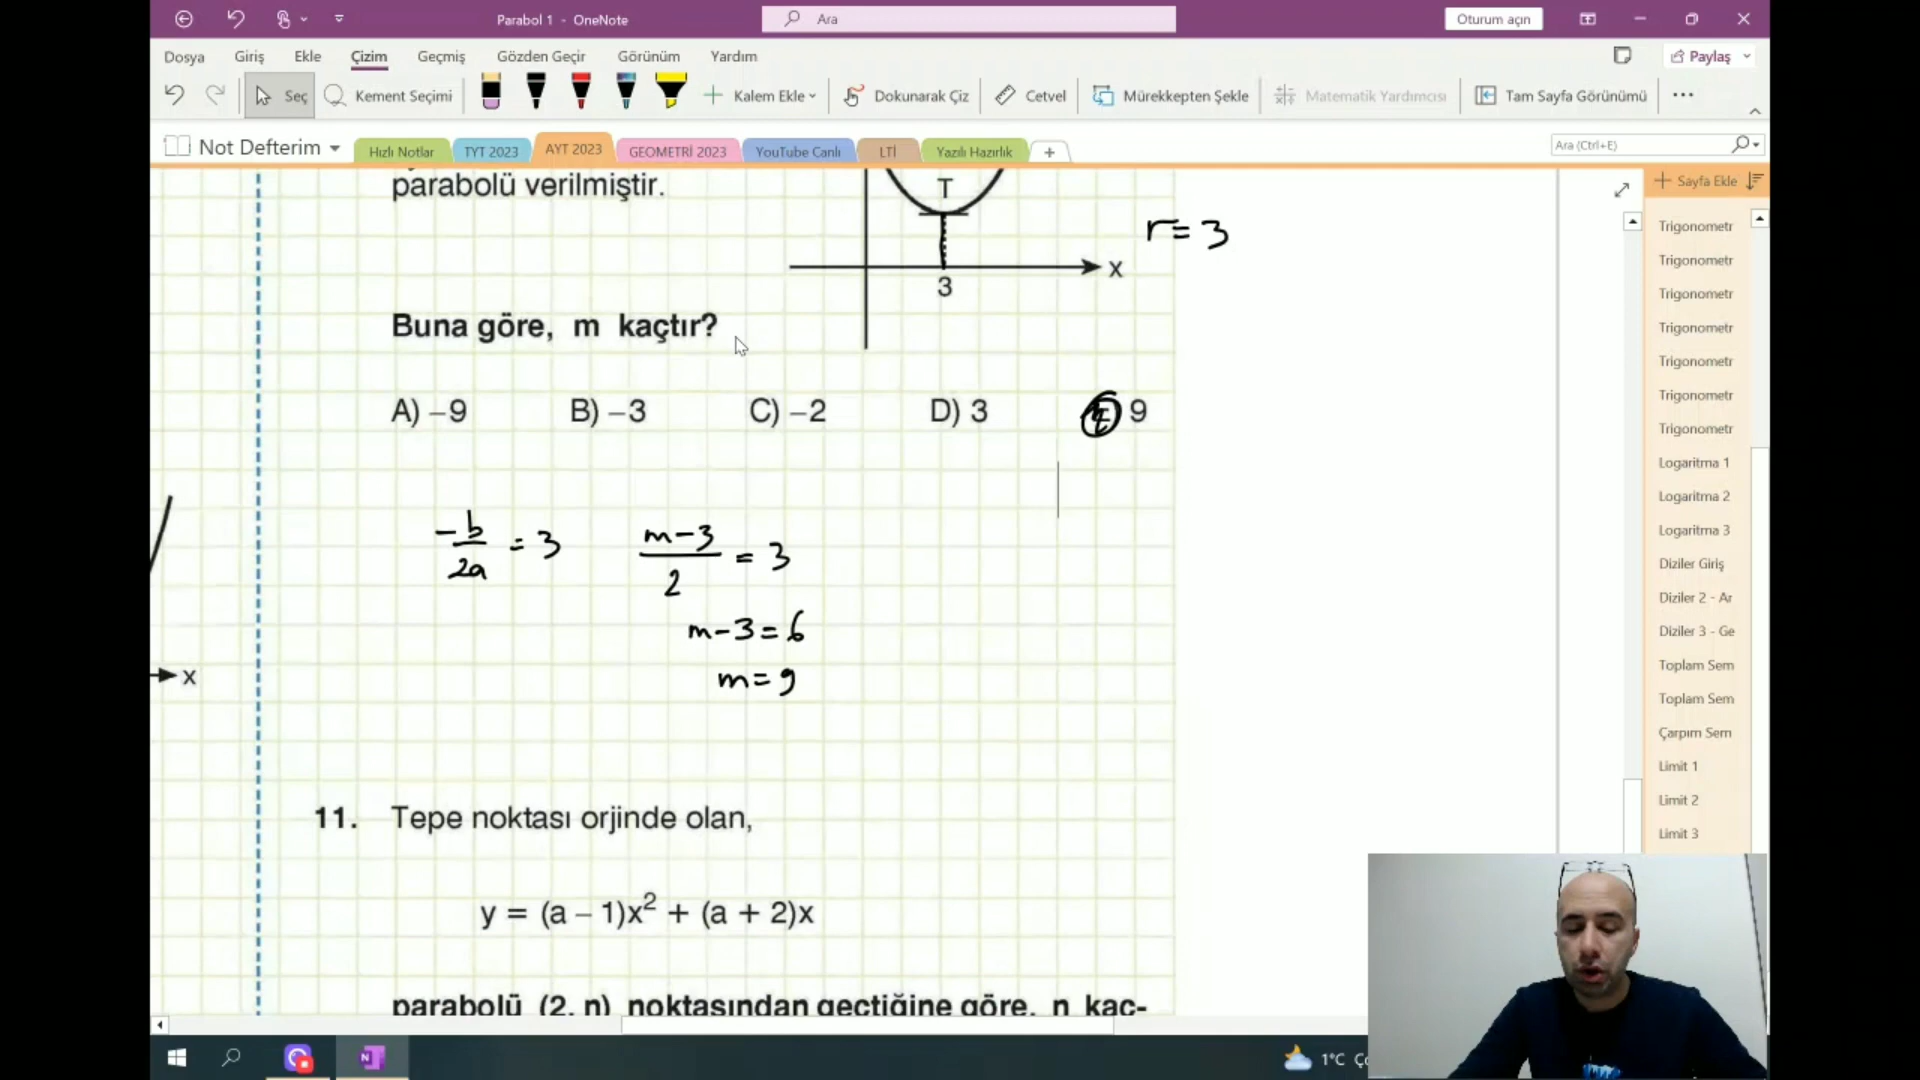 Parabol 1 - OneNote
Ara
Oturum açın
Dosya Giriş Ekle Çizim Geçmiş Gözden Geçir Görünüm Yardım
Paylaş
Seç
Kement Seçimi
Kalem Ekle
Dokunarak Çiz
Cetvel
Mürekkepten Şekle
Matematik Yardımcısı
Tam Sayfa Görünümü
Not Defterim
Hızlı Notlar
TYT 2023
AYT 2023
GEOMETRİ 2023
YouTube Canlı
LTİ
Yazılı Hazırlık
Ara (Ctrl+E)
Sayfa Ekle
parabolü verilmiştir.
T
r = 3
x
3
Buna göre, m kaçtır?
A) −9 B) −3 C) −2 D) 3 9
-b/2a = 3
m-3/2 = 3
m-3=6
m=9
x
11. Tepe noktası orjinde olan,
y = (a − 1)x² + (a + 2)x
parabolü (2, n) noktasından geçtiğine göre, n kaç-
Trigonometr
Trigonometr
Trigonometr
Trigonometr
Trigonometr
Trigonometr
Trigonometr
Logaritma 1
Logaritma 2
Logaritma 3
Diziler Giriş
Diziler 2 - Ar
Diziler 3 - Ge
Toplam Sem
Toplam Sem
Çarpım Sem
Limit 1
Limit 2
Limit 3
1°C